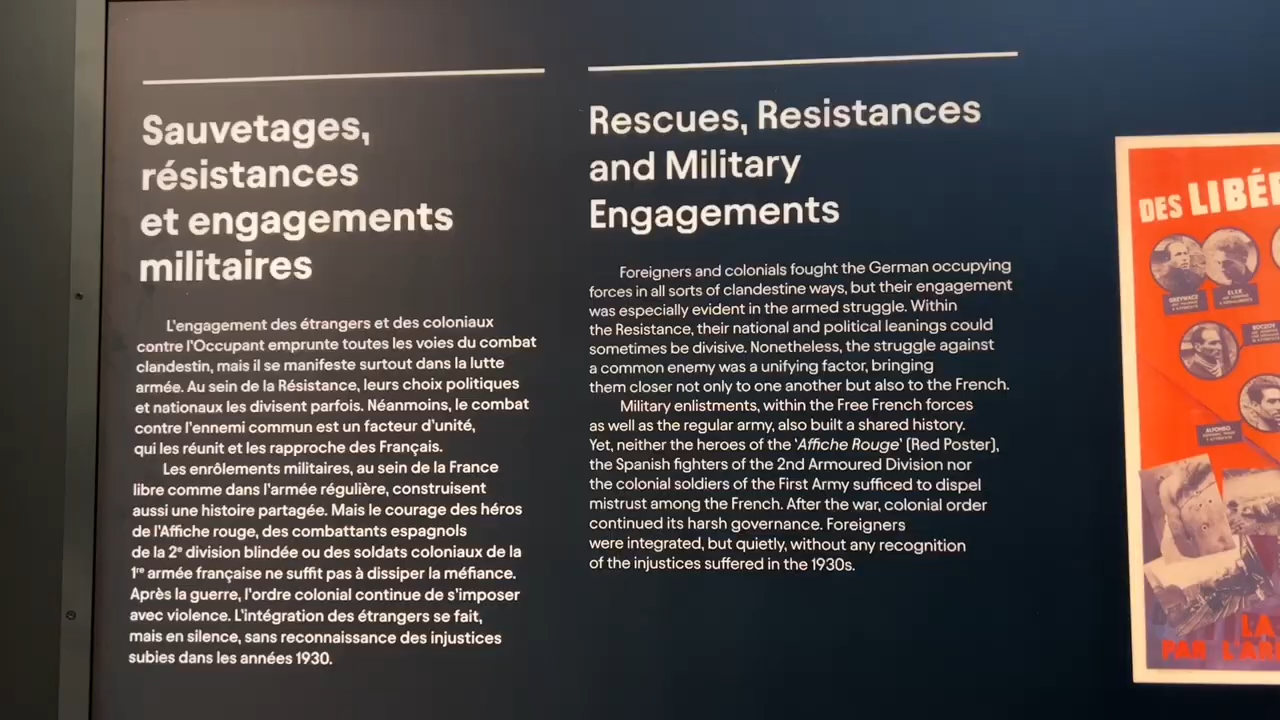 Sauvetages,
résistances
et engagements
militaires
L'engagement des étrangers et des coloniaux
contre l'Occupant emprunte toutes les voies du combat
clandestin, mais il se manifeste surtout dans la lutte
armée. Au sein de la Résistance, leurs choix politiques
et nationaux les divisent parfois. Néanmoins, le combat
contre l'ennemi commun est un facteur d'unité,
qui les réunit et les rapproche des Français.
Les enrôlements militaires, au sein de la France
libre comme dans l'armée régulière, construisent
aussi une histoire partagée. Mais le courage des héros
de l'Affiche rouge, des combattants espagnols
de la 2e division blindée ou des soldats coloniaux de la
1re armée française ne suffit pas à dissiper la méfiance.
Après la guerre, l'ordre colonial continue de s'imposer
avec violence. L'intégration des étrangers se fait,
mais en silence, sans reconnaissance des injustices
subies dans les années 1930.
Rescues, Resistances
and Military
Engagements
Foreigners and colonials fought the German occupying
forces in all sorts of clandestine ways, but their engagement
was especially evident in the armed struggle. Within
the Resistance, their national and political leanings could
sometimes be divisive. Nonetheless, the struggle against
a common enemy was a unifying factor, bringing
them closer not only to one another but also to the French.
Military enlistments, within the Free French forces
as well as the regular army, also built a shared history.
Yet, neither the heroes of the 'Affiche Rouge' (Red Poster),
the Spanish fighters of the 2nd Armoured Division nor
the colonial soldiers of the First Army sufficed to dispel
mistrust among the French. After the war, colonial order
continued its harsh governance. Foreigners
were integrated, but quietly, without any recognition
of the injustices suffered in the 1930s.
DES LIBÉ
GRZYWACZ
ELEK
ALFONSO
LA
PAR L'AR